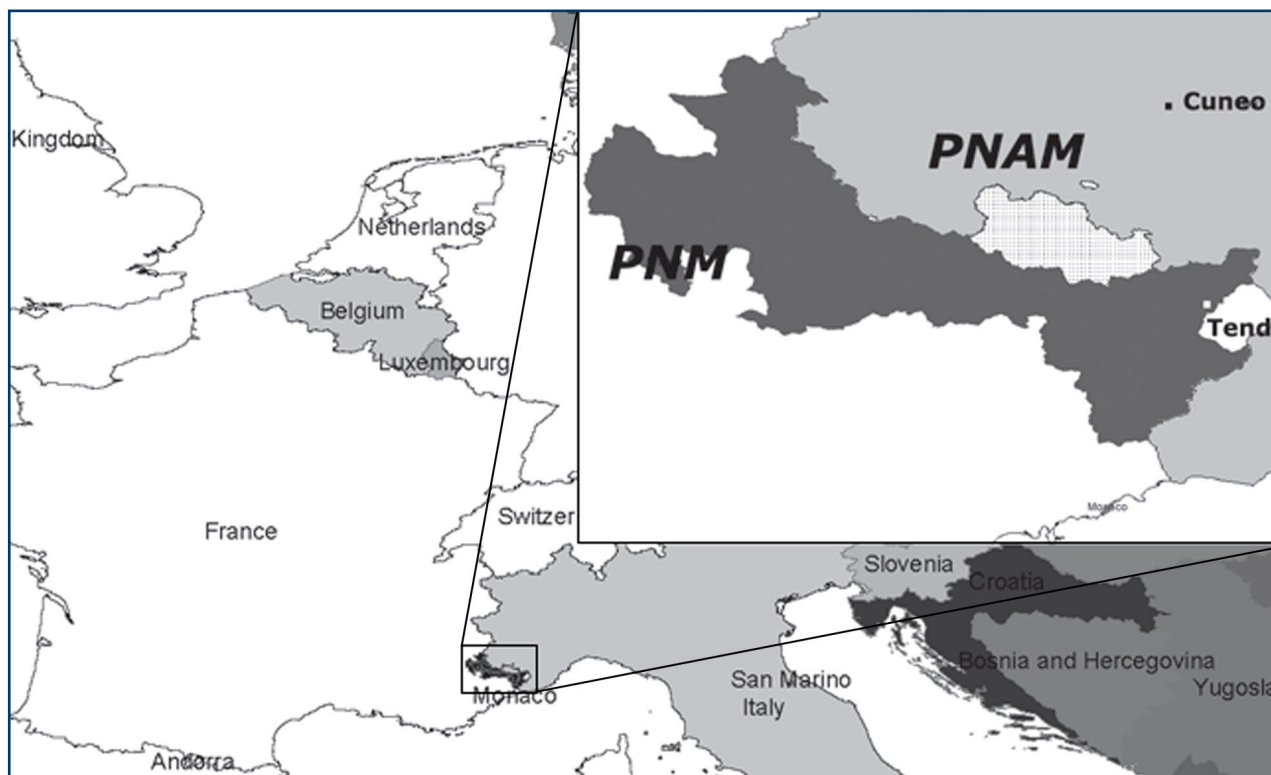 Cuneo
PNAM
Kingdom
Netherlands
PNM
Belgium
Tend
Luxembourg
Monaco
Switzer
France
Slovenia
Croatia
Bosnia and Hercegovina
San Marino
Yugosla
Monaco
Italy
Andorra